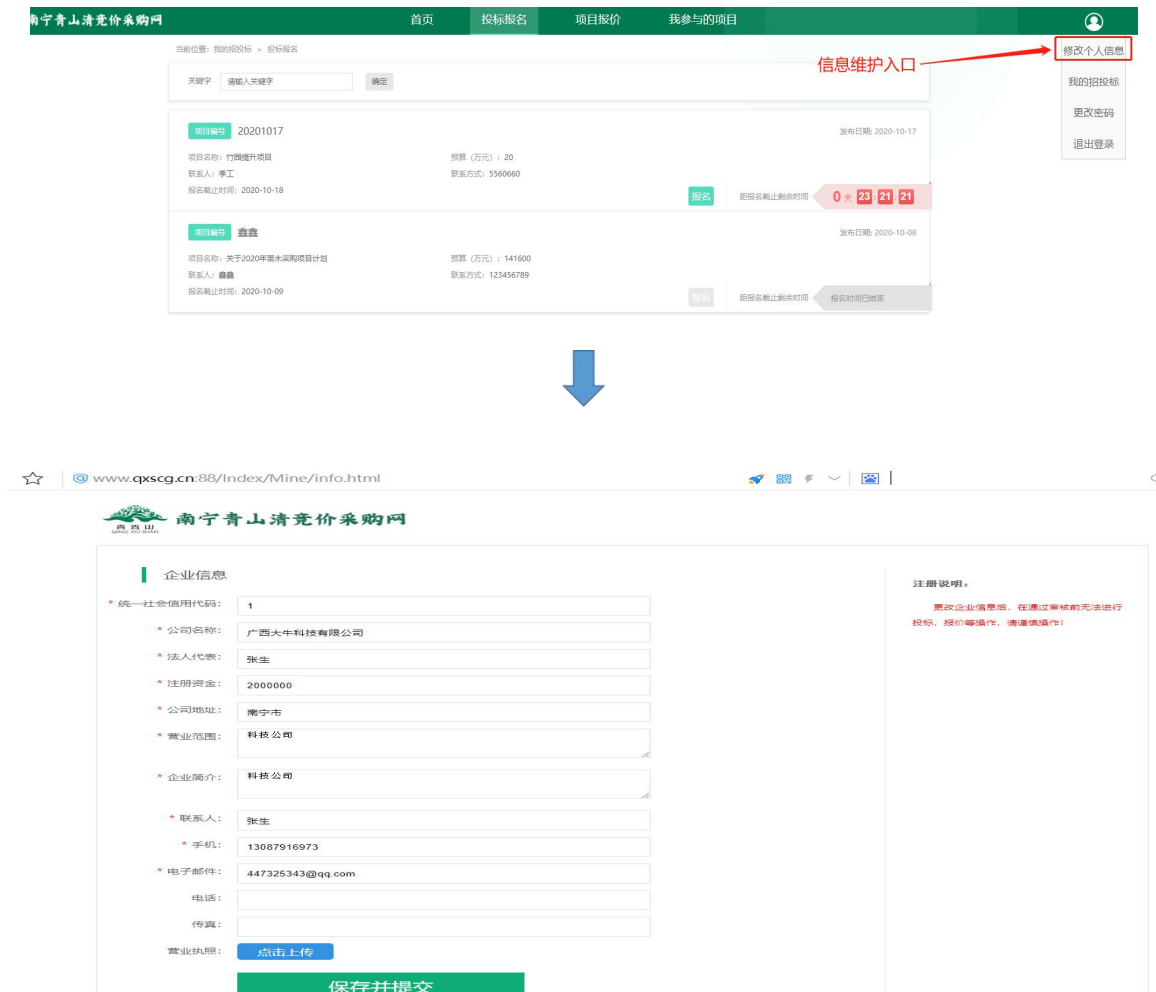 南宁青山清竞价采购网 首页 投标报名 项目报价 我参与的项目
当前位置: 我的招投标 > 投标报名
信息维护入口
修改个人信息
我的招投标
更改密码
退出登录
关键字 请输入关键字 确定
项目编号 20201017 发布日期: 2020-10-17
项目名称: 竹园提升项目 预算 (万元) : 20
联系人: 李工 联系方式: 5560660
报名截止时间: 2020-10-18
报名 距报名截止剩余时间 0 天 23 21 21
项目编号 鑫鑫 发布日期: 2020-10-08
项目名称: 关于2020年苗木采购项目计划 预算 (万元) : 141600
联系人: 鑫鑫 联系方式: 123456789
报名截止时间: 2020-10-09
报名 距报名截止剩余时间 报名时间已结束
www.qxscg.cn:88/Index/Mine/info.html
青秀山
QING XIU SHAN
南宁青山清竞价采购网
企业信息
* 统一社会信用代码: 1
* 公司名称: 广西大牛科技有限公司
* 法人代表: 张生
* 注册资金: 2000000
* 公司地址: 南宁市
* 营业范围: 科技公司
* 企业简介: 科技公司
* 联系人: 张生
* 手机: 13087916973
* 电子邮件: 447325343@qq.com
电话:
传真:
营业执照: 点击上传
保存并提交
注册说明。
更改企业信息后，在通过审核前无法进行
投标，报价等操作，请谨慎操作！